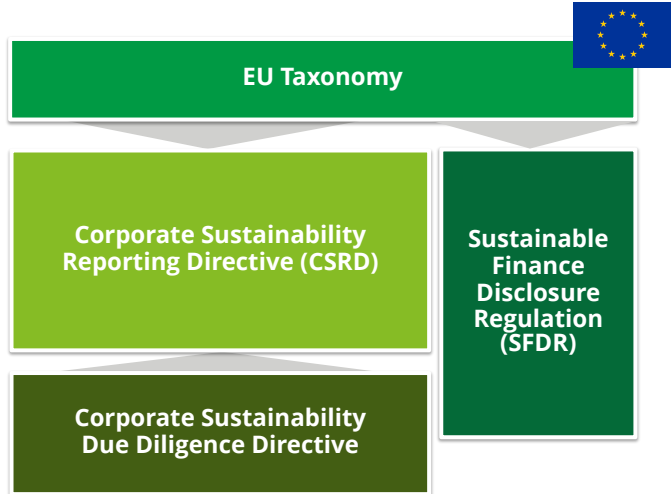 EU Taxonomy
Corporate Sustainability
Reporting Directive (CSRD)
Sustainable
Finance
Disclosure
Regulation
(SFDR)
Corporate Sustainability
Due Diligence Directive